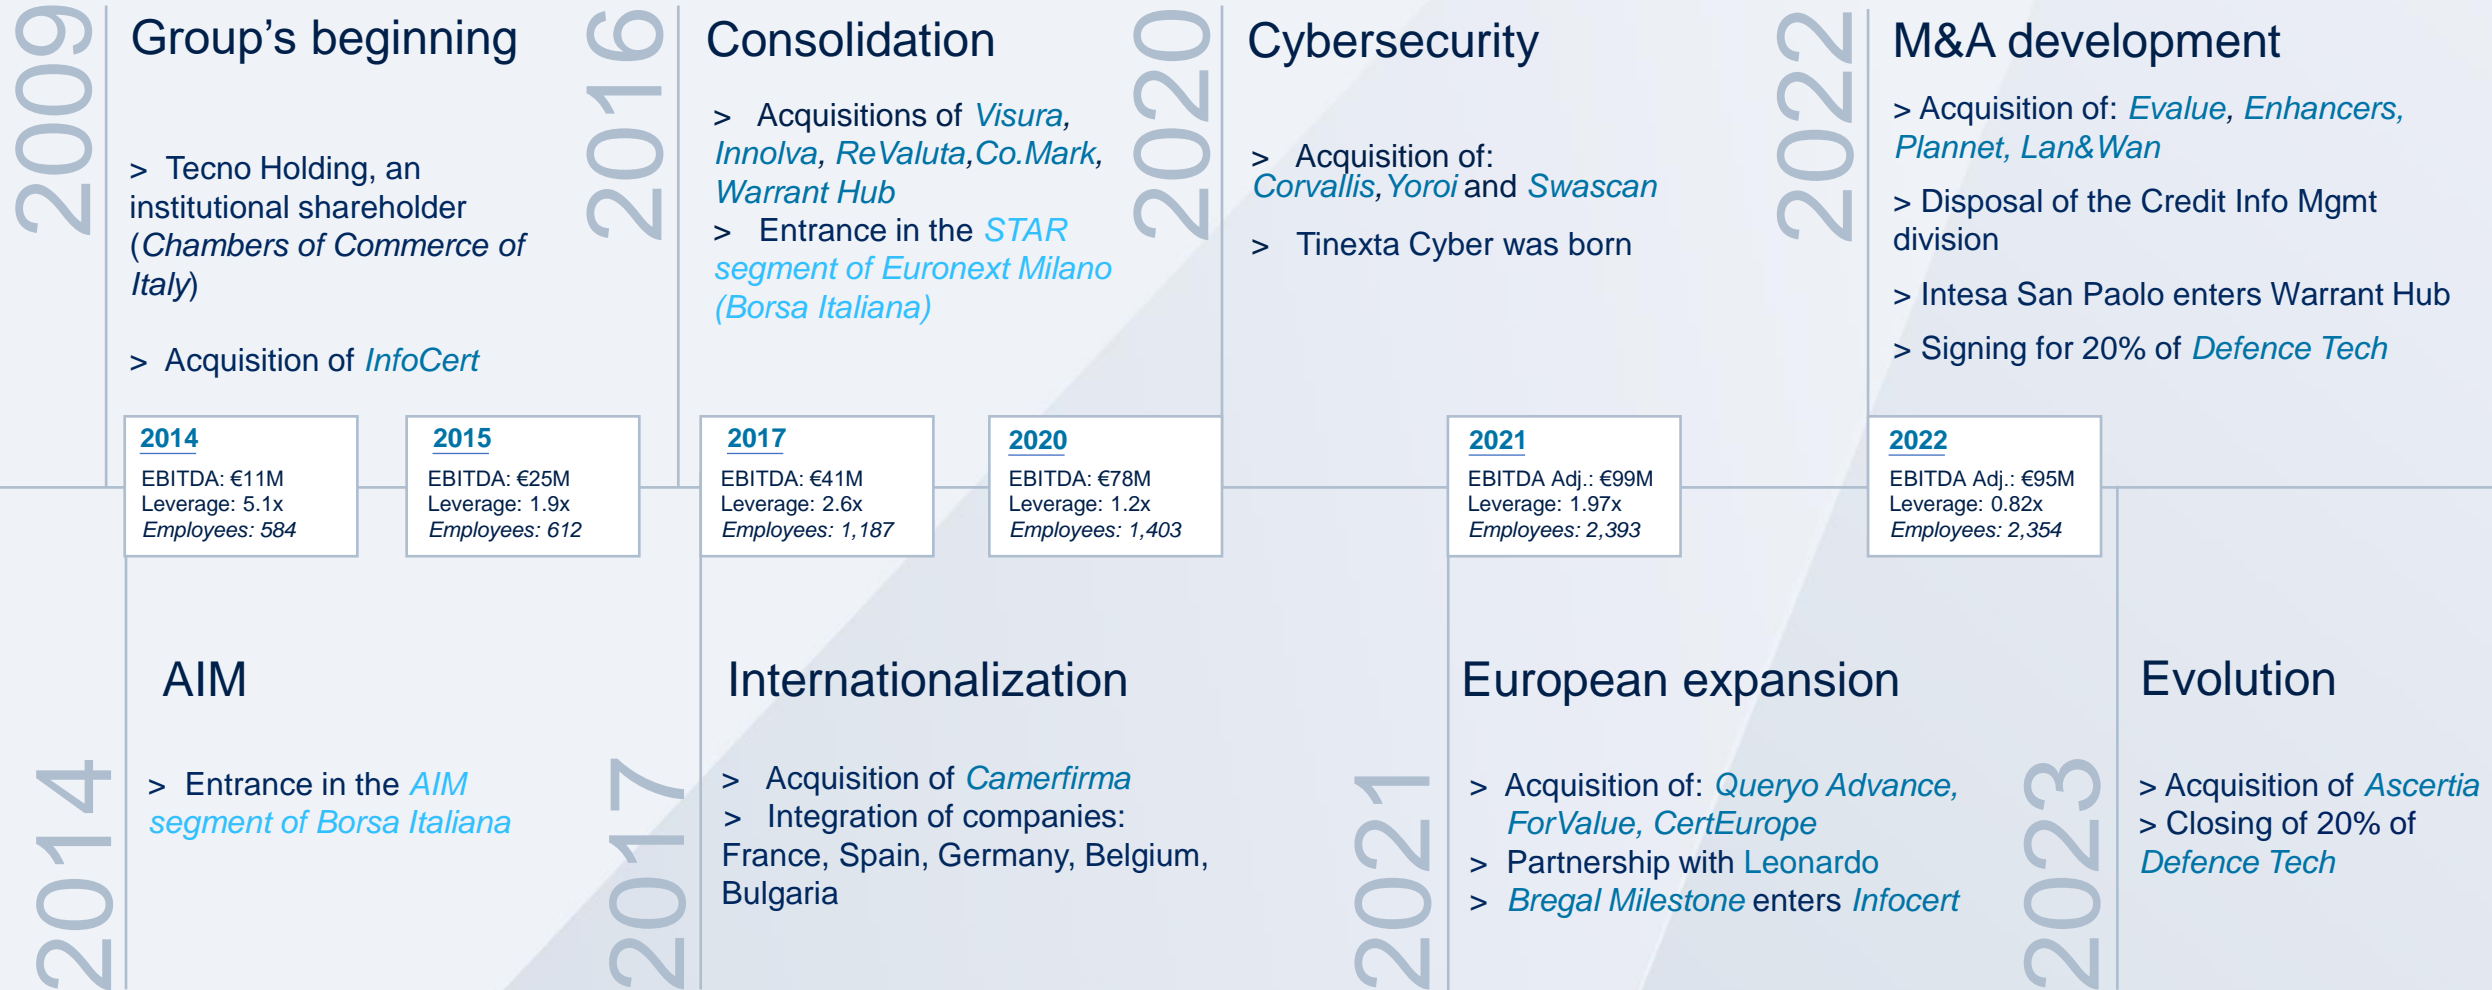 2009
Group's beginning
> Tecno Holding, an
institutional shareholder
(Chambers of Commerce of
Italy)
> Acquisition of InfoCert
2016
Consolidation
> Acquisitions of Visura,
Innolva, ReValuta,Co.Mark,
Warrant Hub
> Entrance in the STAR
segment of Euronext Milano
(Borsa Italiana)
2020
Cybersecurity
> Acquisition of:
Corvallis,Yoroi and Swascan
> Tinexta Cyber was born
2022
M&A development
> Acquisition of: Evalue, Enhancers,
Plannet, Lan&Wan
> Disposal of the Credit Info Mgmt
division
> Intesa San Paolo enters Warrant Hub
> Signing for 20% of Defence Tech
2014
EBITDA: €11M
Leverage: 5.1x
Employees: 584
2015
EBITDA: €25M
Leverage: 1.9x
Employees: 612
2017
EBITDA: €41M
Leverage: 2.6x
Employees: 1,187
2020
EBITDA: €78M
Leverage: 1.2x
Employees: 1,403
2021
EBITDA Adj.: €99M
Leverage: 1.97x
Employees: 2,393
2022
EBITDA Adj.: €95M
Leverage: 0.82x
Employees: 2,354
2014
AIM
> Entrance in the AIM
segment of Borsa Italiana
2017
Internationalization
> Acquisition of Camerfirma
> Integration of companies:
France, Spain, Germany, Belgium,
Bulgaria
2021
European expansion
> Acquisition of: Queryo Advance,
ForValue, CertEurope
> Partnership with Leonardo
> Bregal Milestone enters Infocert
2023
Evolution
> Acquisition of Ascertia
> Closing of 20% of
Defence Tech